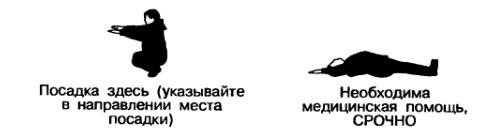 Посадка здесь (указывайте
в направлении места
посадки)
Необходима
медицинская помощь,
СРОЧНО